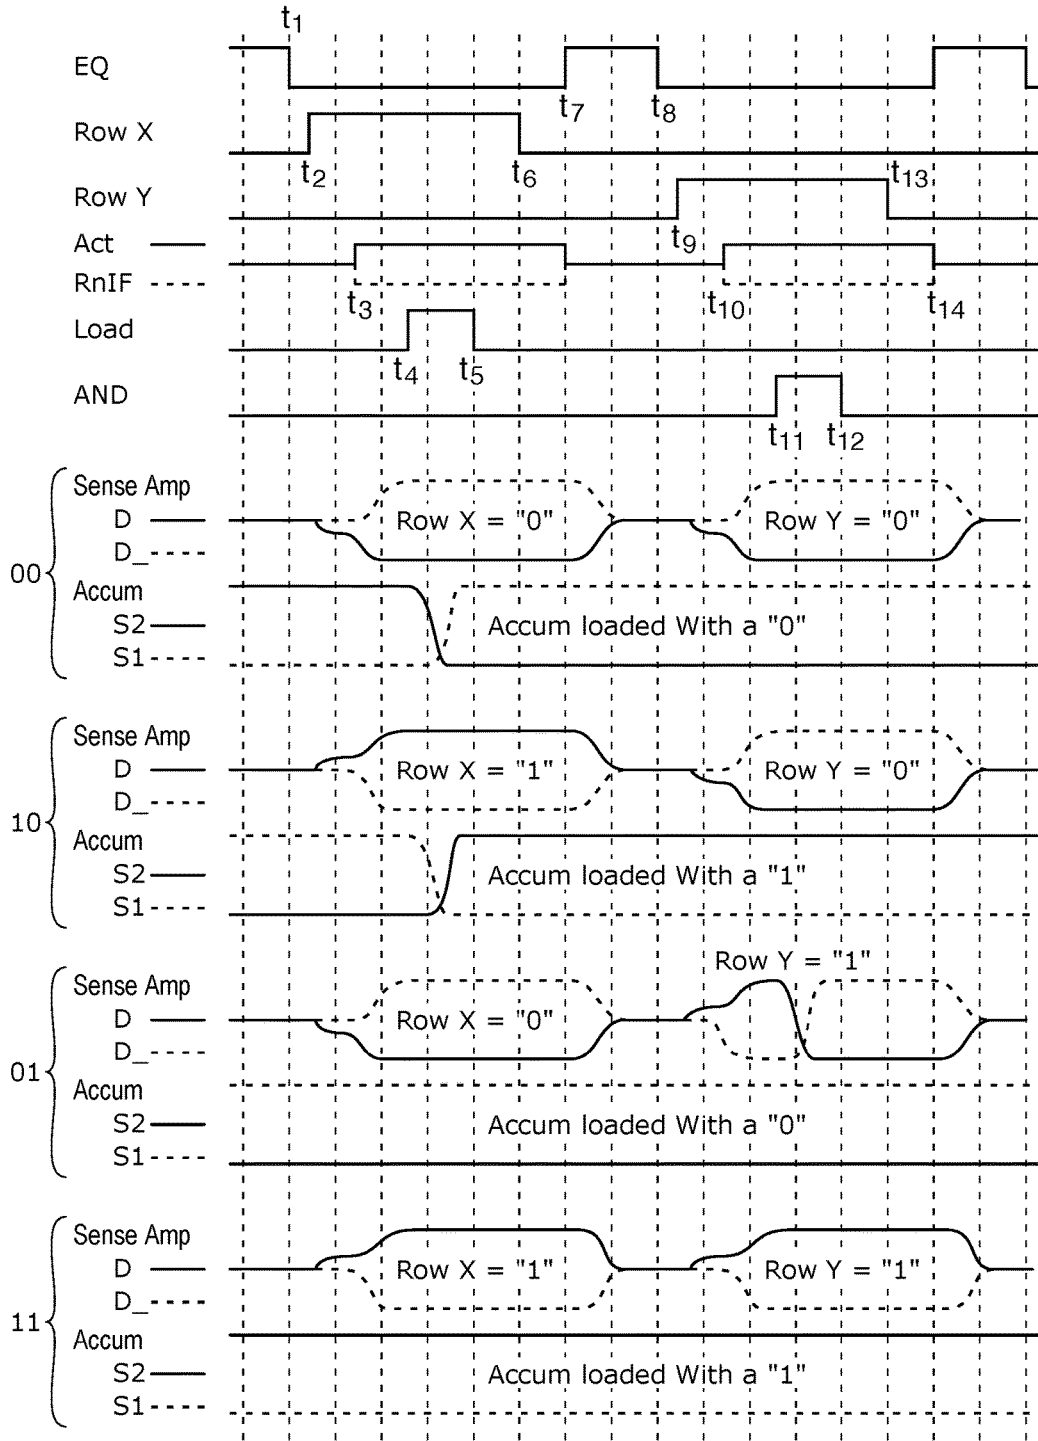 t1
EQ
t7
t8
Row X
t2
t6
t13
Row Y
t9
Act
RnIF
t3
t10
t14
Load
t4
t5
AND
t11
t12
00
Sense Amp
D
D_
Row X = "0"
Row Y = "0"
Accum
S2
S1
Accum loaded With a "0"
10
Sense Amp
D
D_
Row X = "1"
Row Y = "0"
Accum
S2
S1
Accum loaded With a "1"
01
Sense Amp
D
D_
Row X = "0"
Row Y = "1"
Accum
S2
S1
Accum loaded With a "0"
11
Sense Amp
D
D_
Row X = "1"
Row Y = "1"
Accum
S2
S1
Accum loaded With a "1"